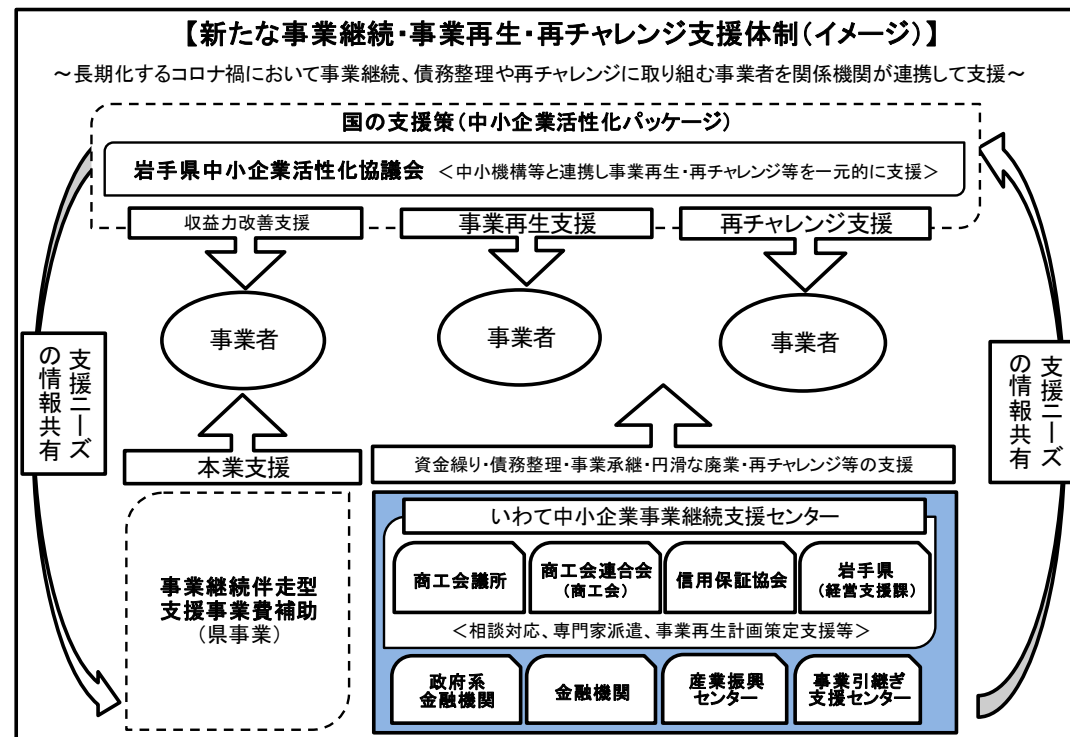 【新たな事業継続・事業再生・再チャレンジ支援体制(イメージ)】
～長期化するコロナ禍において事業継続、債務整理や再チャレンジに取り組む事業者を関係機関が連携して支援～
国の支援策(中小企業活性化パッケージ)
岩手県中小企業活性化協議会 ＜中小機構等と連携し事業再生・再チャレンジ等を一元的に支援＞
収益力改善支援
事業再生支援
再チャレンジ支援
事業者
事業者
事業者
支援ニーズ
の情報共有
支援ニーズ
の情報共有
本業支援
資金繰り・債務整理・事業承継・円滑な廃業・再チャレンジ等の支援
事業継続伴走型
支援事業費補助
(県事業)
いわて中小企業事業継続支援センター
商工会議所
商工会連合会
(商工会)
信用保証協会
岩手県
(経営支援課)
＜相談対応、専門家派遣、事業再生計画策定支援等＞
政府系
金融機関
金融機関
産業振興
センター
事業引継ぎ
支援センター